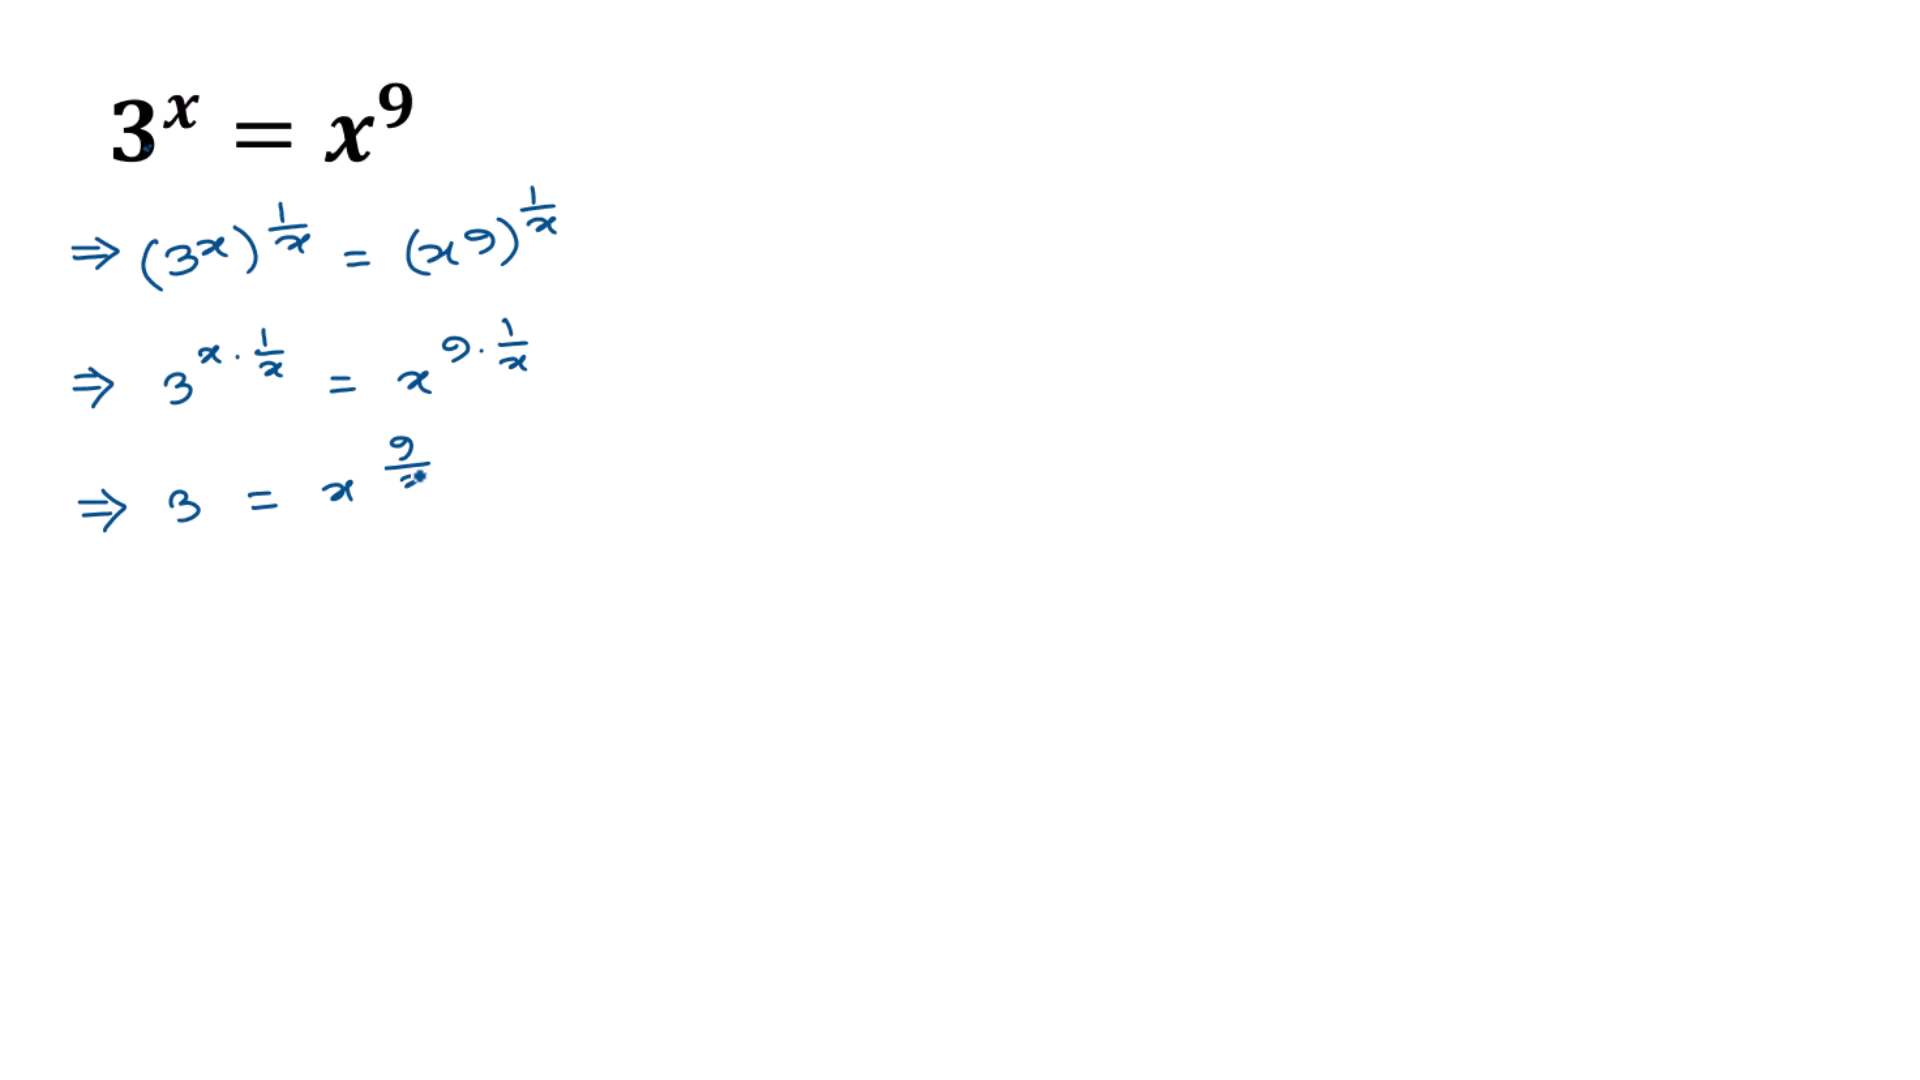 3^x = x^9
⇒ (3^x)^{1/x} = (x^9)^{1/x}
⇒ 3^{x · 1/x} = x^{9 · 1/x}
⇒ 3 = x^{9/